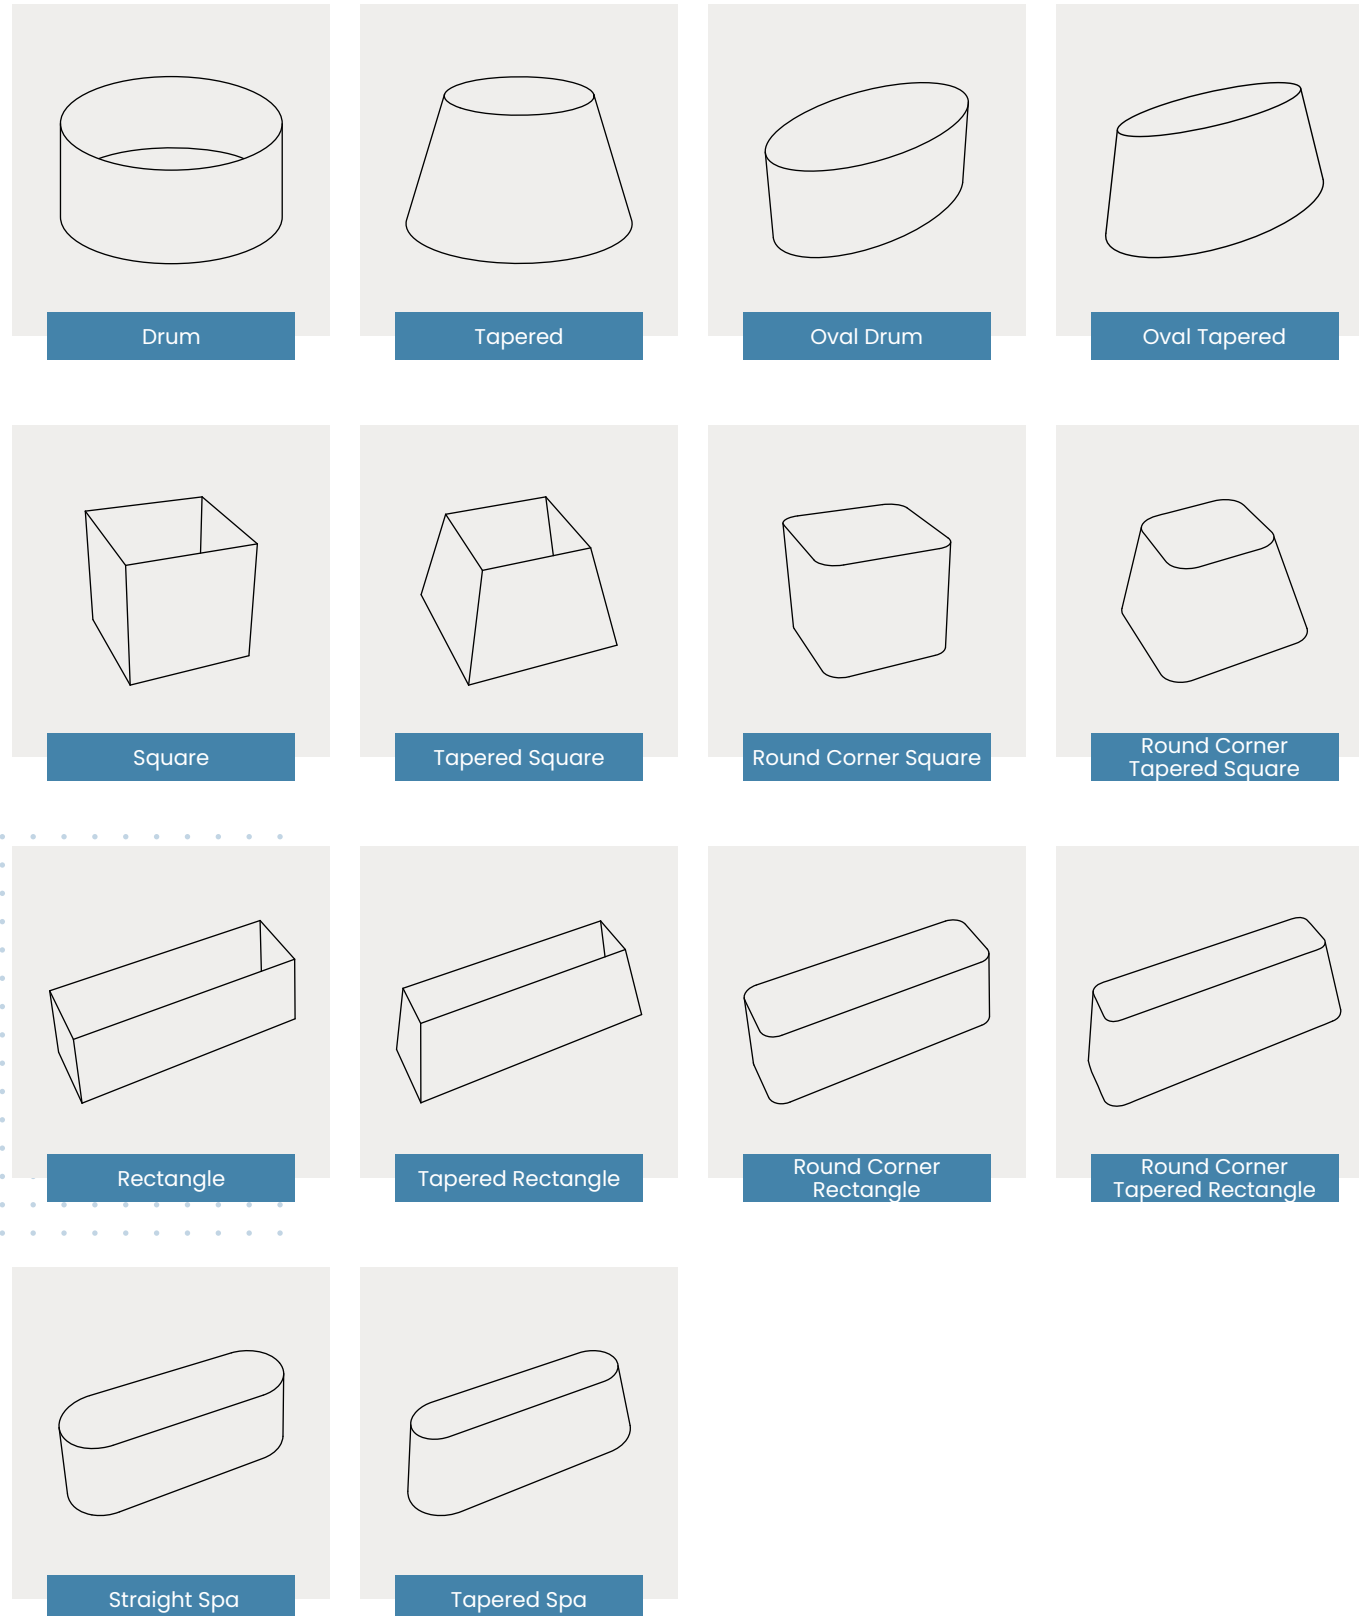 Drum
Tapered
Oval Drum
Oval Tapered
Square
Tapered Square
Round Corner Square
Round Corner
Tapered Square
Rectangle
Tapered Rectangle
Round Corner
Rectangle
Round Corner
Tapered Rectangle
Straight Spa
Tapered Spa